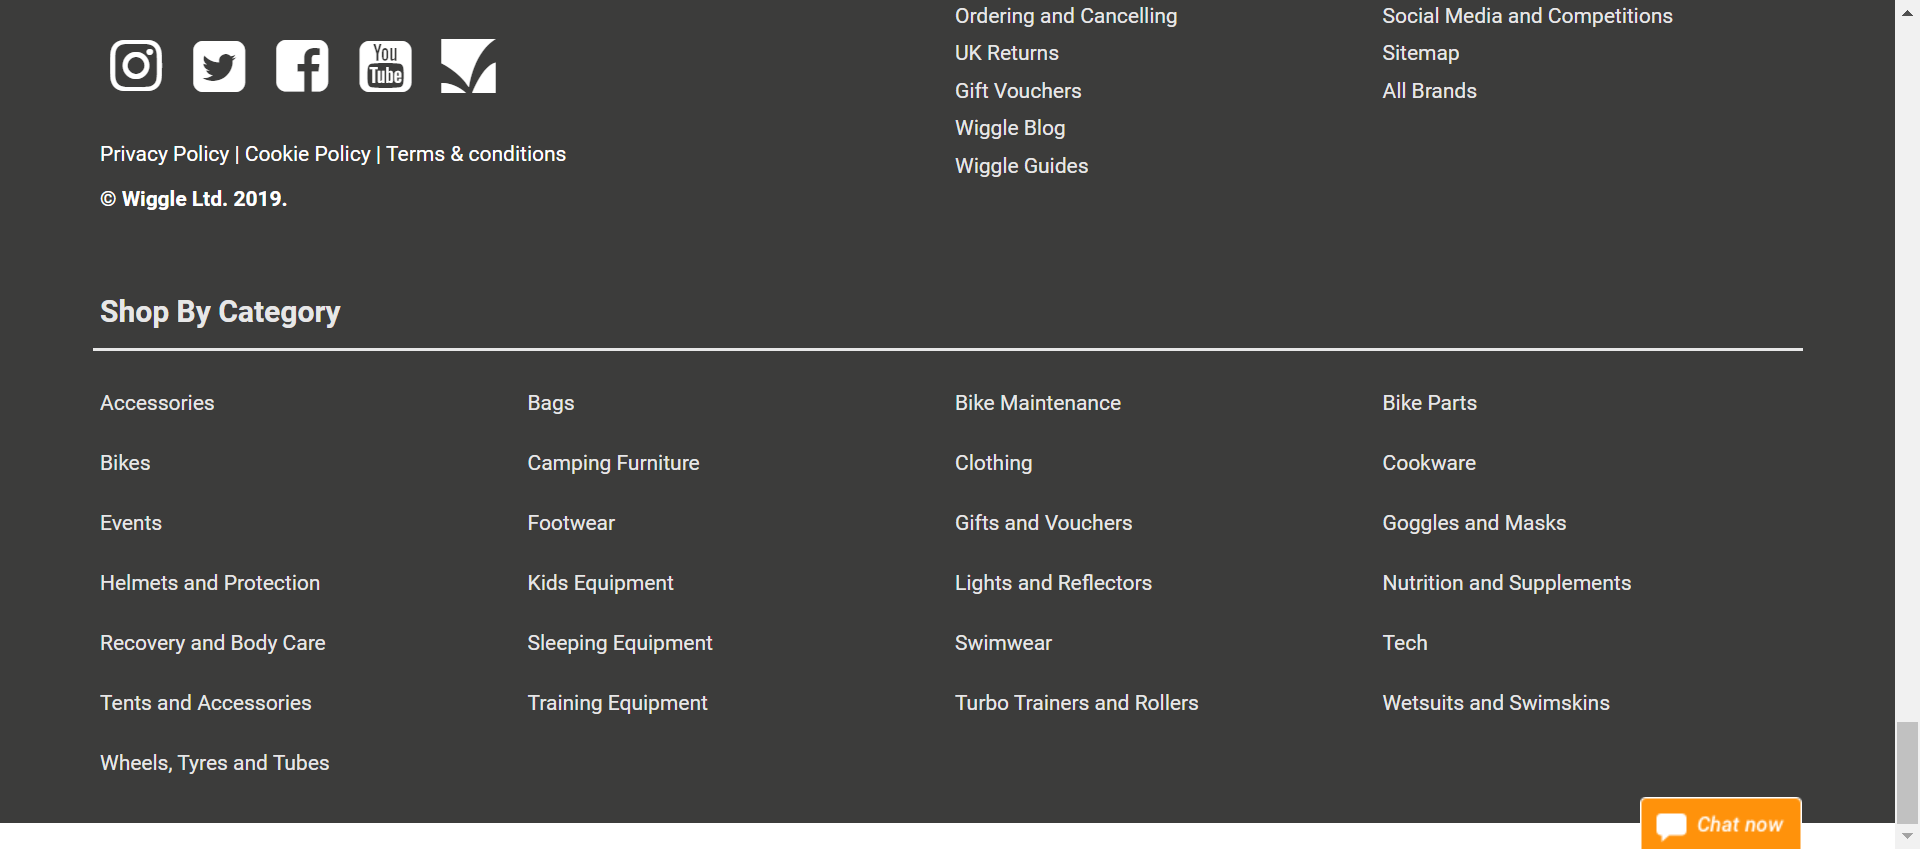 Ordering and Cancelling
Social Media and Competitions
UK Returns
Sitemap
Gift Vouchers
All Brands
Wiggle Blog
Wiggle Guides
You
Tube
Privacy Policy | Cookie Policy | Terms & conditions
© Wiggle Ltd. 2019.
Shop By Category
Accessories
Bags
Bike Maintenance
Bike Parts
Bikes
Camping Furniture
Clothing
Cookware
Events
Footwear
Gifts and Vouchers
Goggles and Masks
Helmets and Protection
Kids Equipment
Lights and Reflectors
Nutrition and Supplements
Recovery and Body Care
Sleeping Equipment
Swimwear
Tech
Tents and Accessories
Training Equipment
Turbo Trainers and Rollers
Wetsuits and Swimskins
Wheels, Tyres and Tubes
Chat now